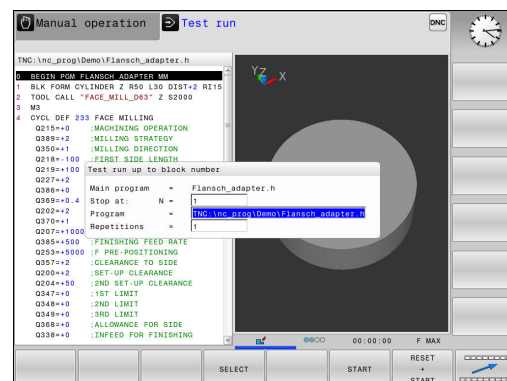 Manual operation
Test run
DNC
TNC:\nc_prog\Demo\Flansch_adapter.h
0 BEGIN PGM FLANSCH_ADAPTER MM
1 BLK FORM CYLINDER Z R50 L30 DIST+2 RI15
2 TOOL CALL "FACE_MILL_D63" Z S2000
3 M3
4 CYCL DEF 233 FACE MILLING
Q215=+0 ;MACHINING OPERATION
Q389=+2 ;MILLING STRATEGY
Q350=+1 ;MILLING DIRECTION
Q218=-100 ;FIRST SIDE LENGTH
Q219=+100
Q227=+2
Q386=+0
Q369=+0.4
Q202=+2
Q370=+1
Q207=+1000
Q385=+500 ;FINISHING FEED RATE
Q253=+5000 ;F PRE-POSITIONING
Q357=+2 ;CLEARANCE TO SIDE
Q200=+2 ;SET-UP CLEARANCE
Q204=+50 ;2ND SET-UP CLEARANCE
Q347=+0 ;1ST LIMIT
Q348=+0 ;2ND LIMIT
Q349=+0 ;3RD LIMIT
Q368=+0 ;ALLOWANCE FOR SIDE
Q338=+0 ;INFEED FOR FINISHING
Y Z X
Test run up to block number
Main program = Flansch_adapter.h
Stop at: N = 1
Program = TNC:\nc_prog\Demo\Flansch_adapter.h
Repetitions = 1
00:00:00 F MAX
SELECT
START
RESET
+
START